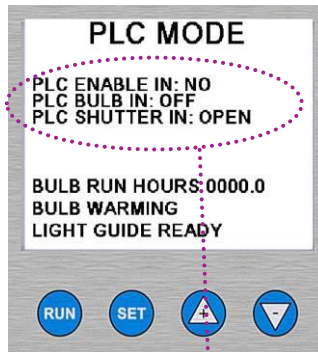 PLC MODE
PLC ENABLE IN: NO
PLC BULB IN: OFF
PLC SHUTTER IN: OPEN
BULB RUN HOURS 0000.0
BULB WARMING
LIGHT GUIDE READY
RUN SET + -